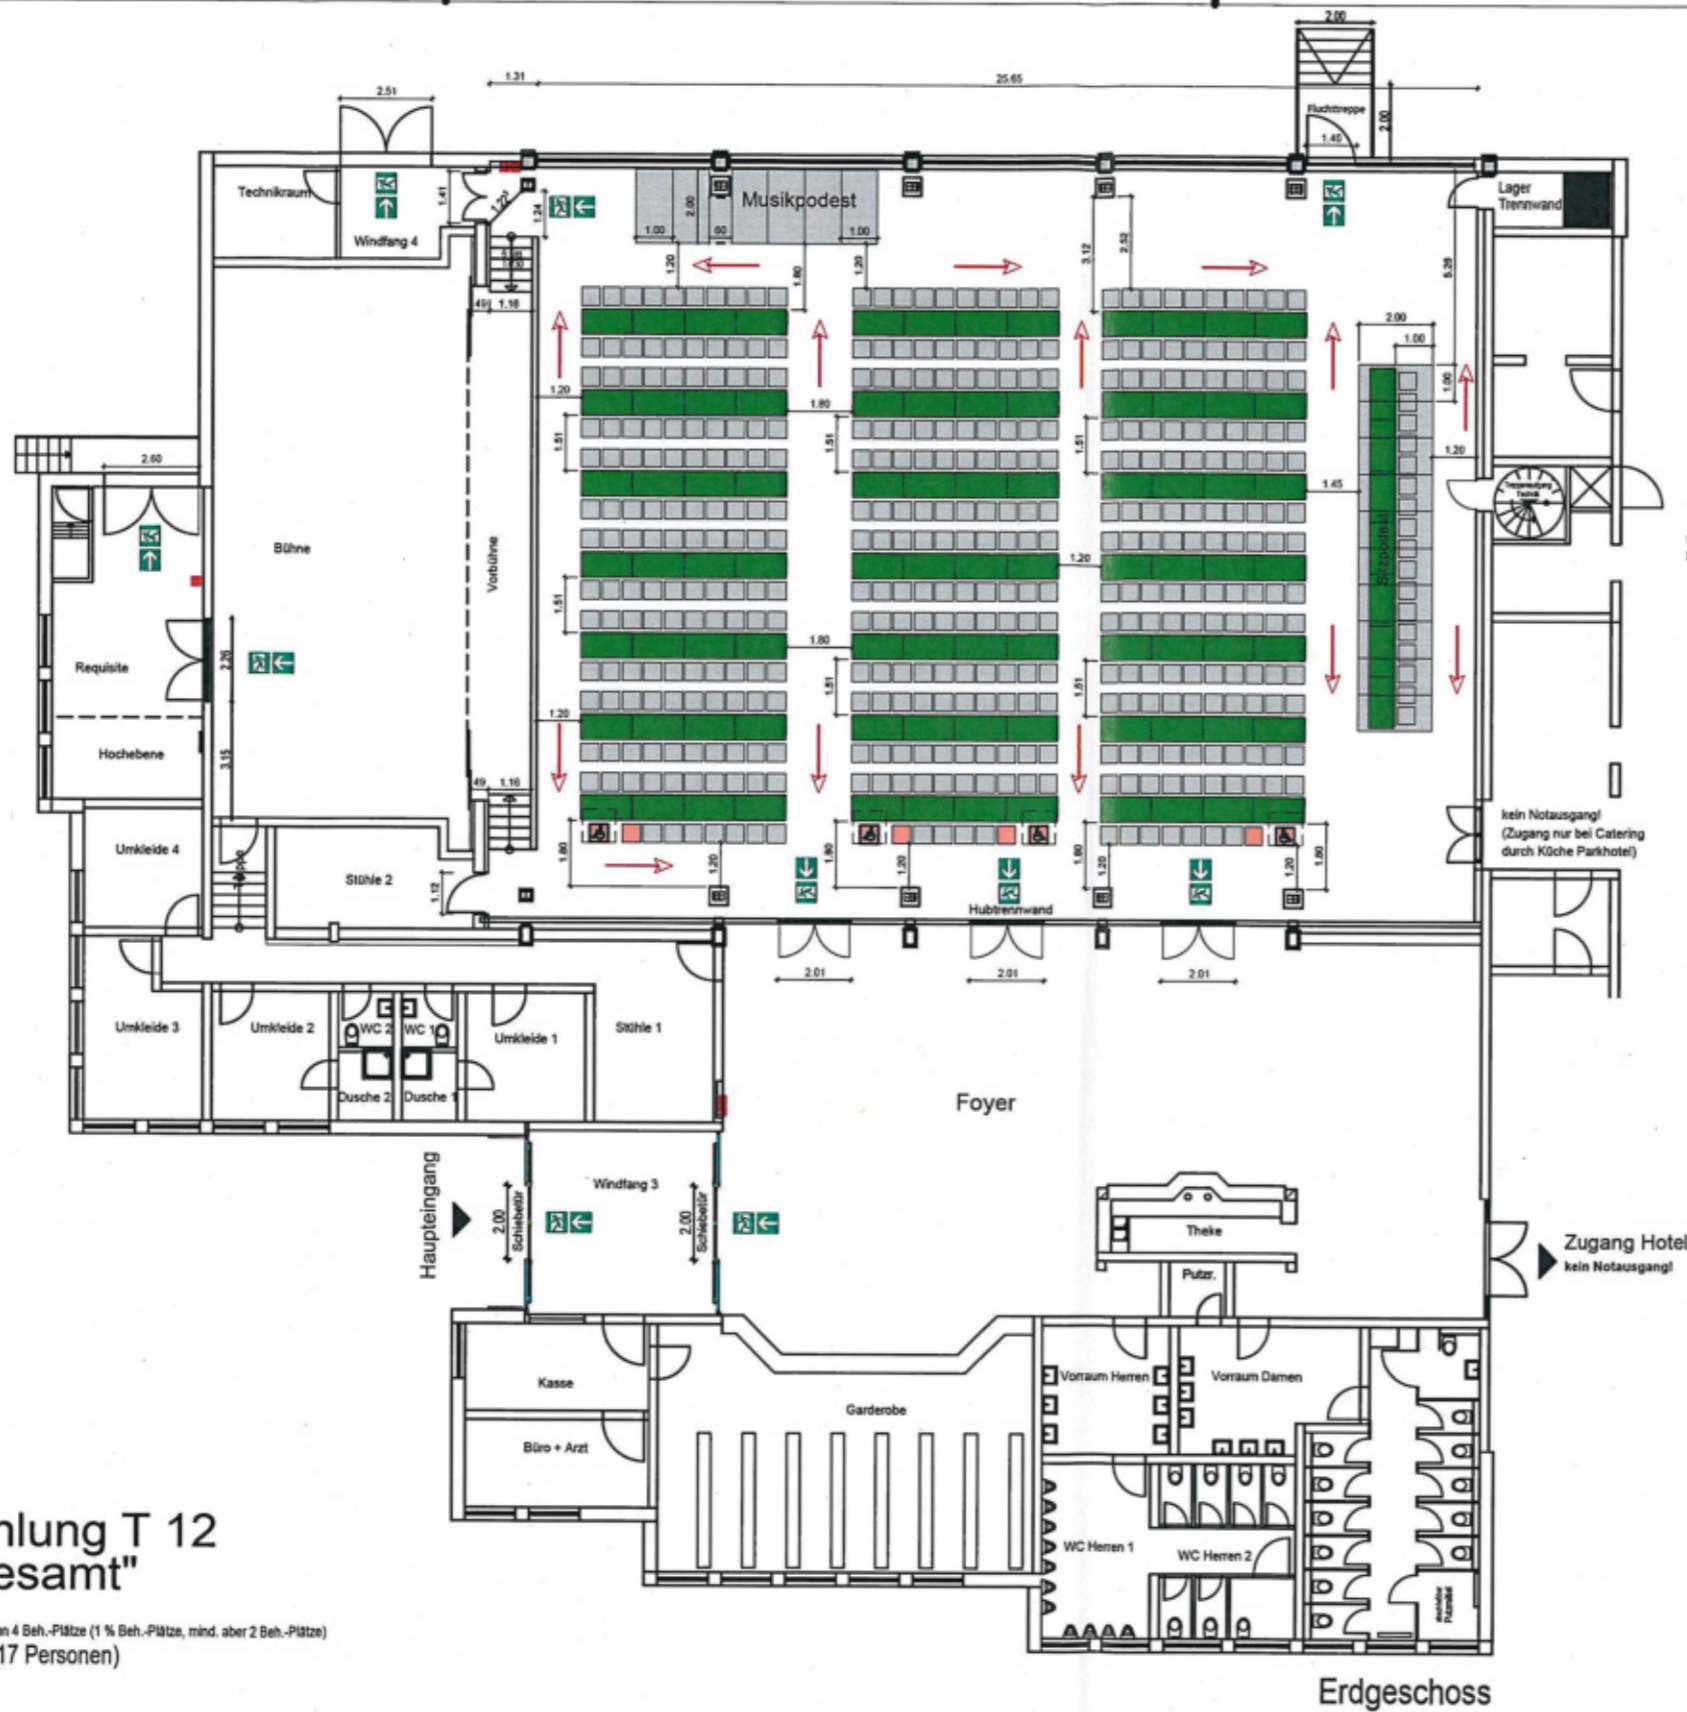 2.00
1.31
25.65
2.51
Fluchttreppe
2.00
1.40
Technikraum
1.41
1.22
1.24
Windfang 4
Musikpodest
2.00
1.00
60
1.00
Lager
Trennwand
1.20
1.80
1.20
3.12
2.52
5.28
49
1.16
2.00
1.00
1.00
1.20
1.80
1.51
1.51
1.51
1.20
2.60
1.45
Treppenaufgang
Technik
Bühne
Vorbühne
Sitzpodest
1.20
1.51
Requisite
2.26
1.80
1.51
1.51
1.20
Hochebene
3.15
49
1.16
kein Notausgang!
(Zugang nur bei Catering
durch Küche Parkhotel)
Umkleide 4
Treppe
Stühle 2
1.12
1.80
1.20
1.80
1.20
1.80
1.20
1.20
1.80
Hubtrennwand
2.01
2.01
2.01
Umkleide 3
Umkleide 2
WC 2
WC 1
Umkleide 1
Stühle 1
Dusche 2
Dusche 1
Foyer
Haupteingang
2.00
Schiebetür
Windfang 3
2.00
Schiebetür
Theke
Putzr.
Zugang Hotel
kein Notausgang!
Kasse
Büro + Arzt
Garderobe
Vorraum Herren
Vorraum Damen
WC Herren 1
WC Herren 2
hlung T 12
esamt"
n 4 Beh.-Plätze (1 % Beh.-Plätze, mind. aber 2 Beh.-Plätze)
17 Personen)
Erdgeschoss